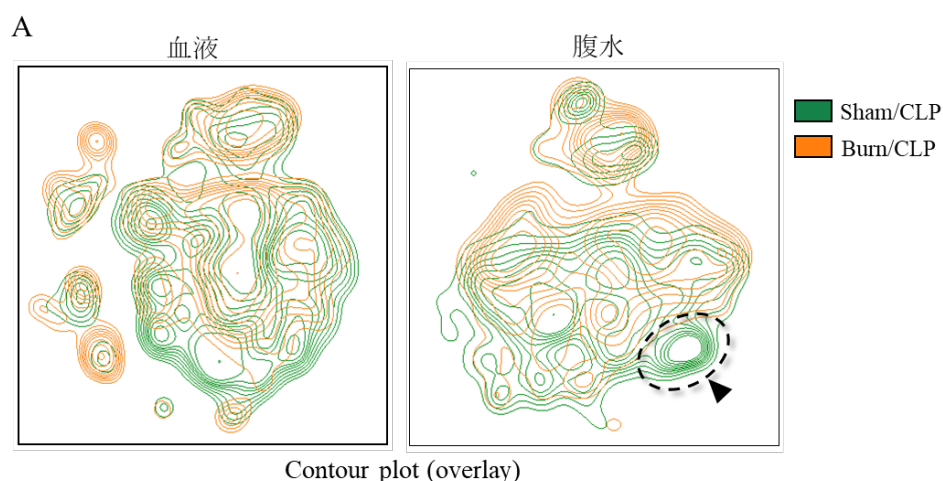 A
血液
腹水
Sham/CLP
Burn/CLP
Contour plot (overlay)